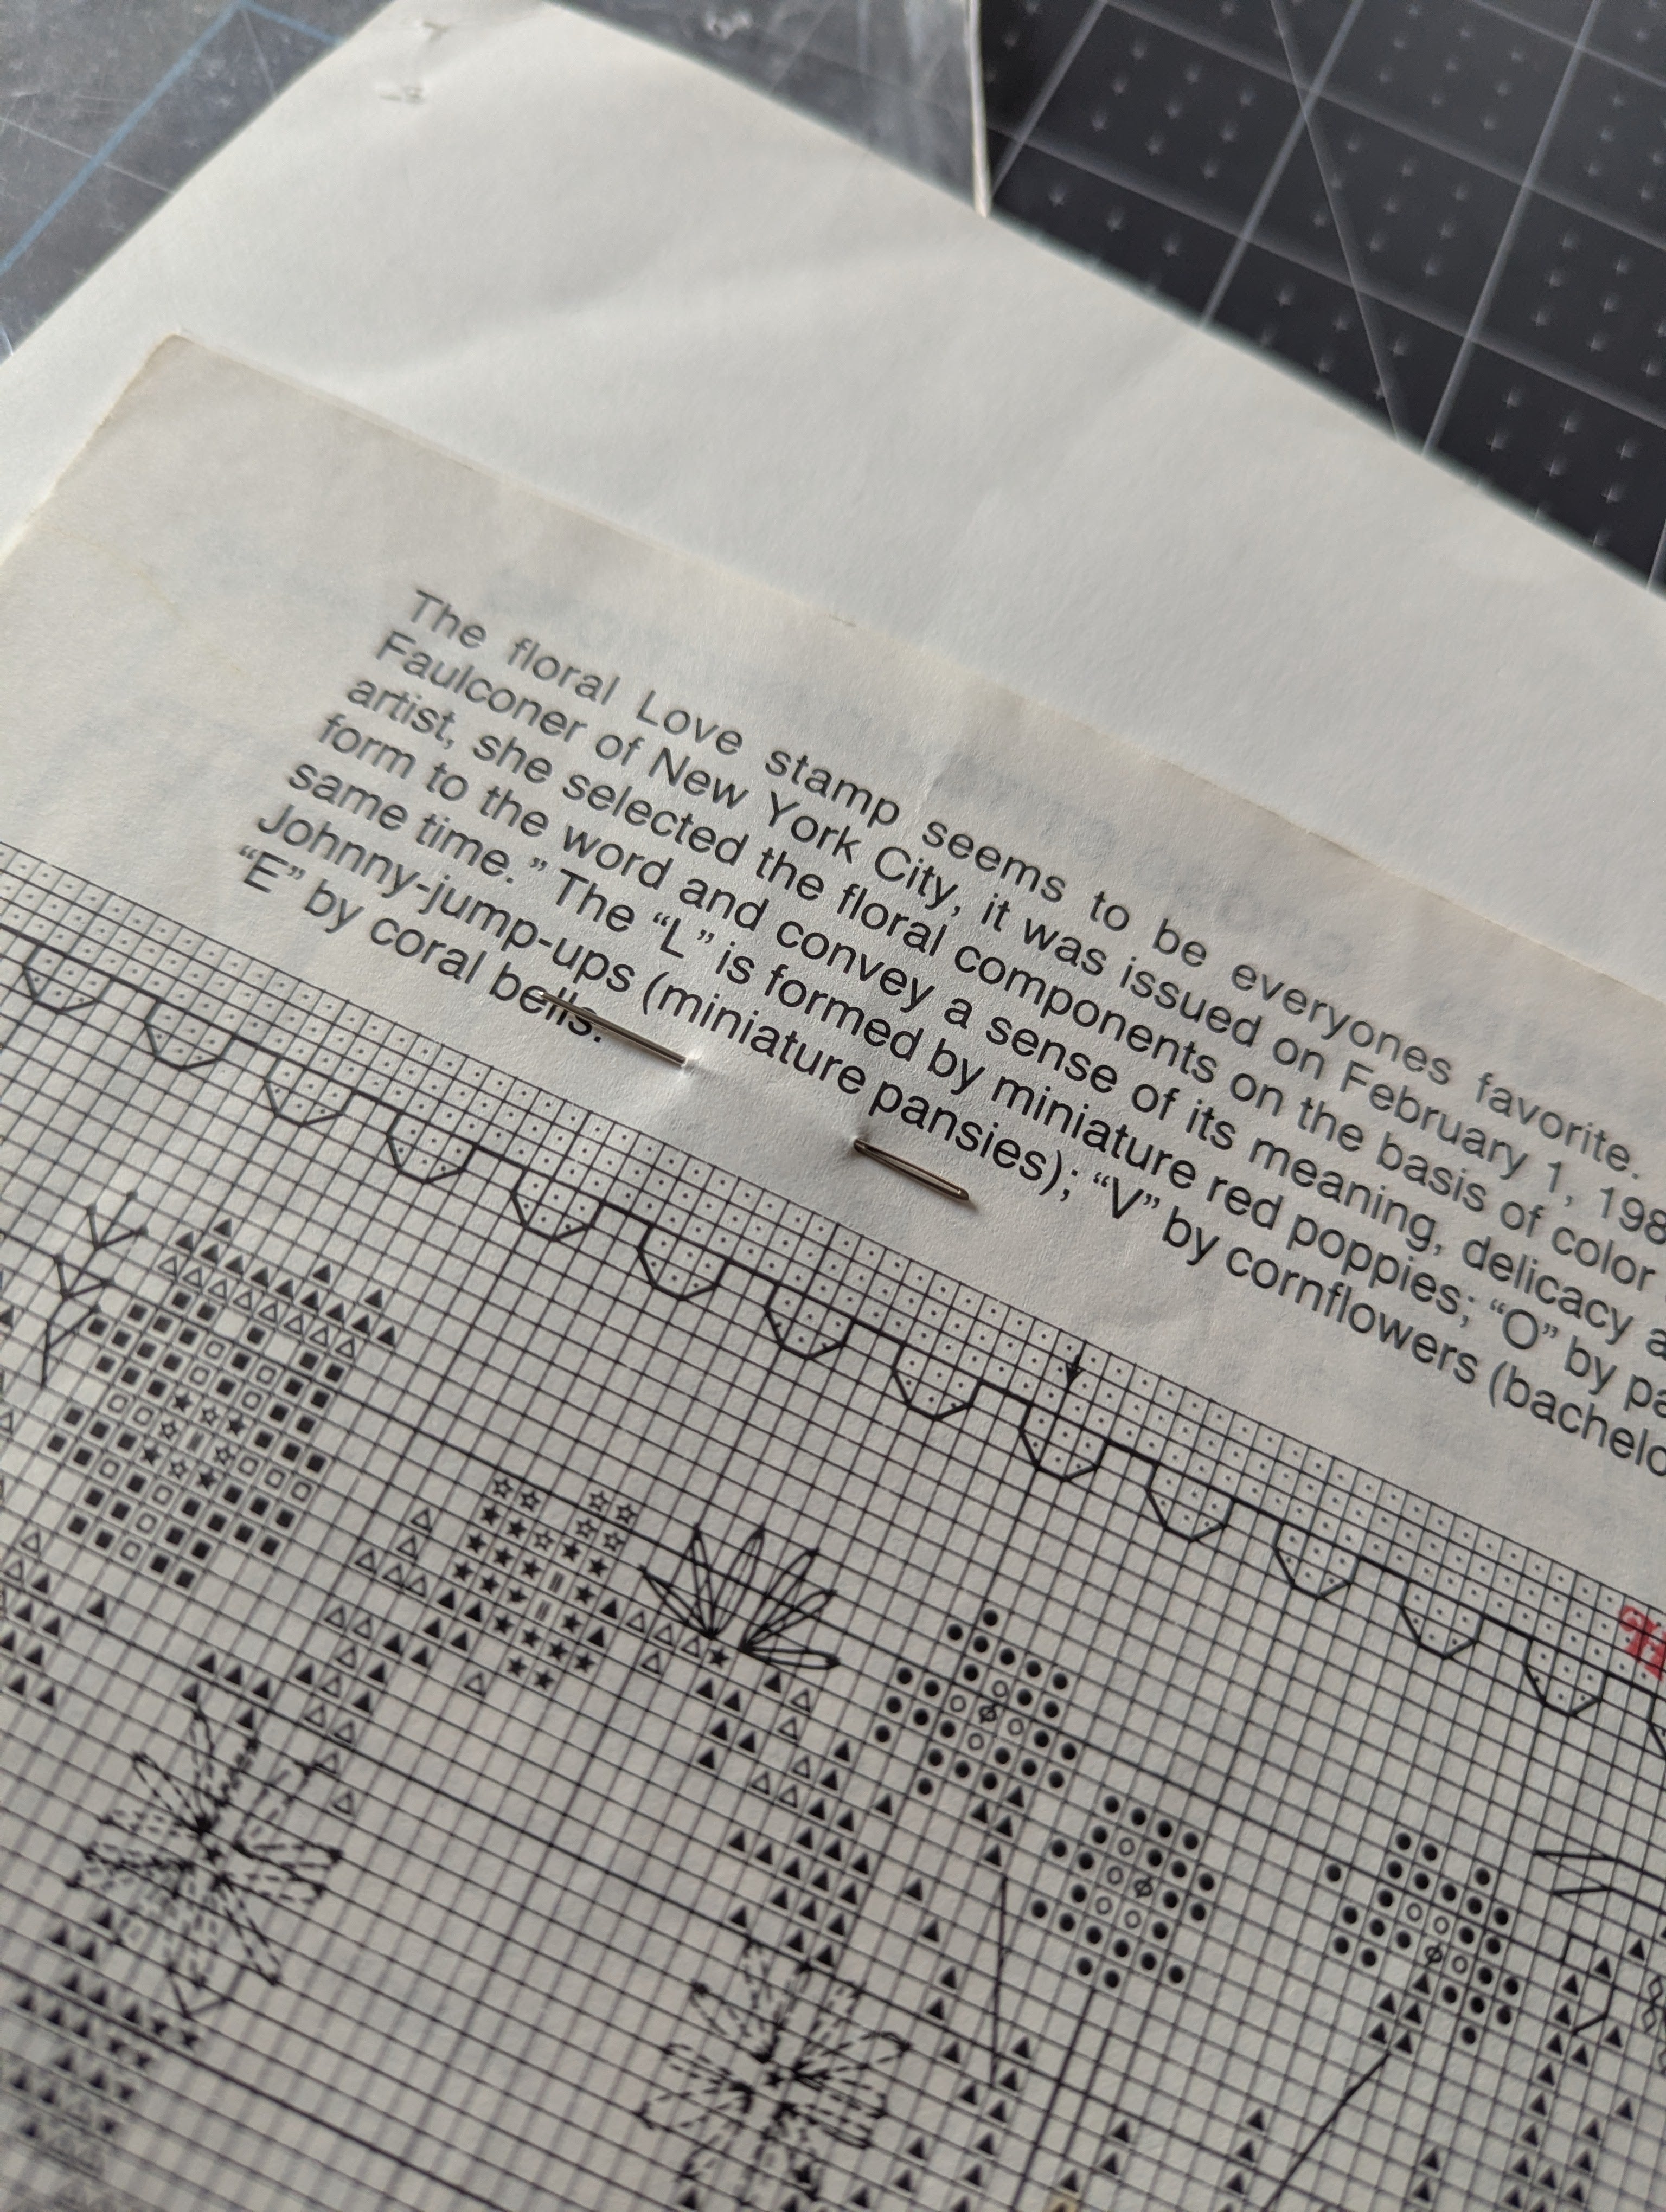 The floral Love stamp seems to be everyones favorite.
Faulconer of New York City, it was issued on February 1, 198
artist, she selected the floral components on the basis of color
form to the word and convey a sense of its meaning, delicacy a
same time.” The “L” is formed by miniature red poppies; “O” by pa
Johnny-jump-ups (miniature pansies); “V” by cornflowers (bachelo
“E” by coral bells.